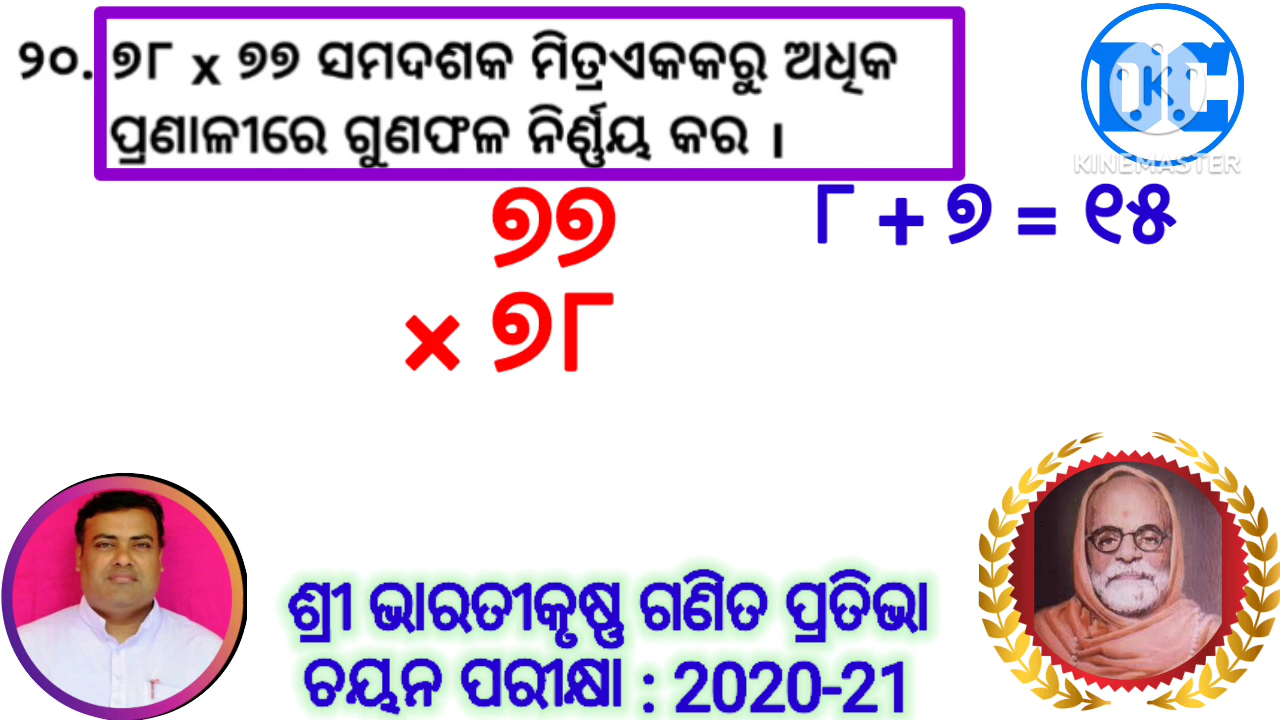 ୨୦. ୭୮ x ୭୭ ସମଦଶକ ମିତ୍ରଏକକରୁ ଅଧିକ
ପ୍ରଣାଳୀରେ ଗୁଣଫଳ ନିର୍ଣ୍ଣୟ କର ।
KINEMASTER
୭୭
× ୭୮
୮ + ୭ = ୧୫
ଶ୍ରୀ ଭାରତୀକୃଷ୍ଣ ଗଣିତ ପ୍ରତିଭା
ଚୟନ ପରୀକ୍ଷା : 2020-21